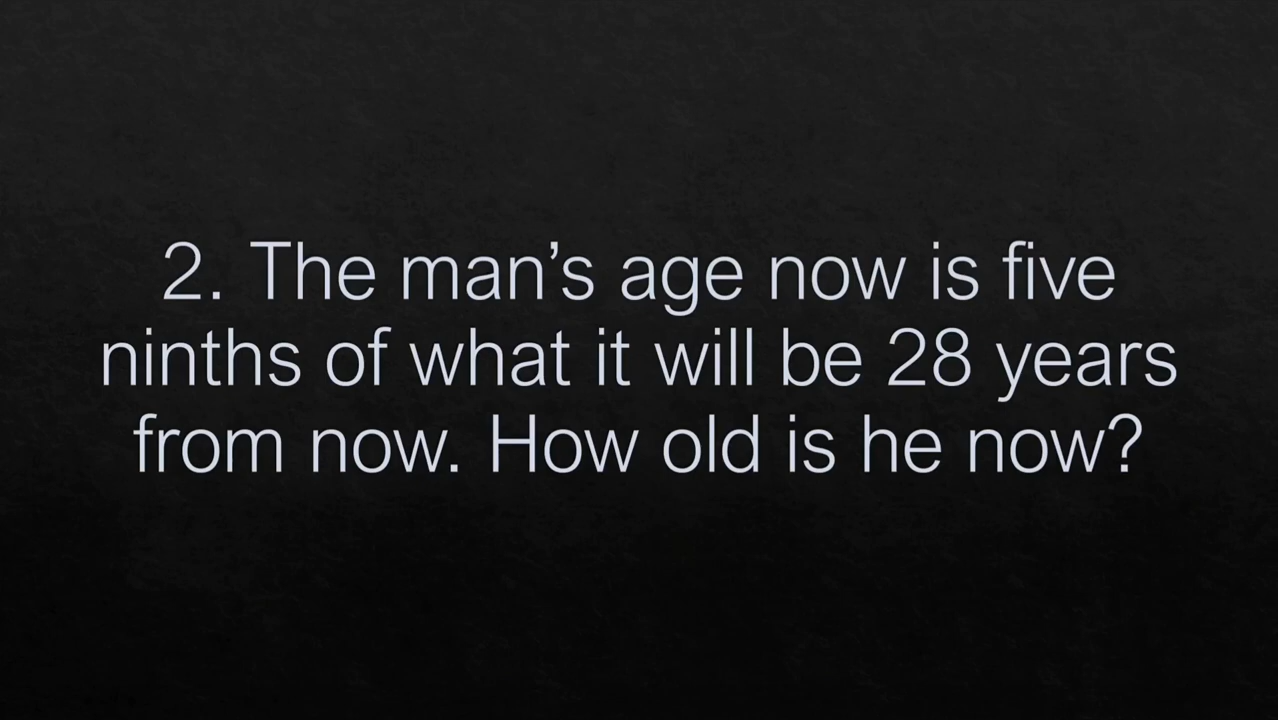 2. The man’s age now is five
ninths of what it will be 28 years
from now. How old is he now?